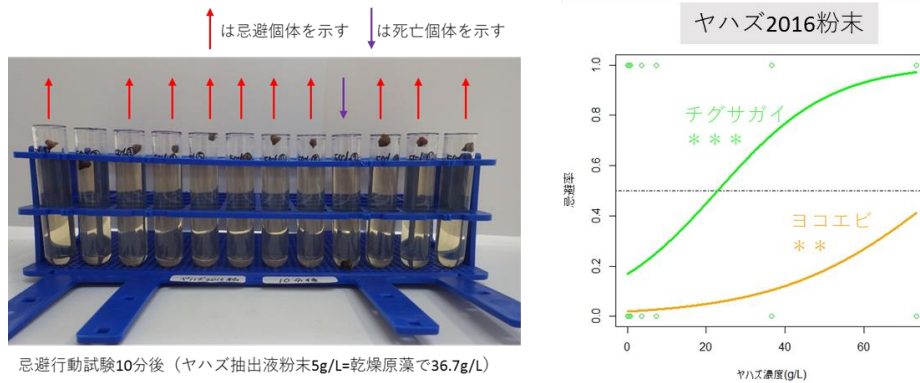 は忌避個体を示す
は死亡個体を示す
10分後
忌避行動試験10分後（ヤハズ抽出液粉末5g/L=乾燥原藻で36.7g/L）
ヤハズ2016粉末
1.0
0.8
0.6
0.4
0.2
0.0
忌避率
チグサガイ
＊＊＊
ヨコエビ
＊＊
0
20
40
60
ヤハズ濃度(g/L)